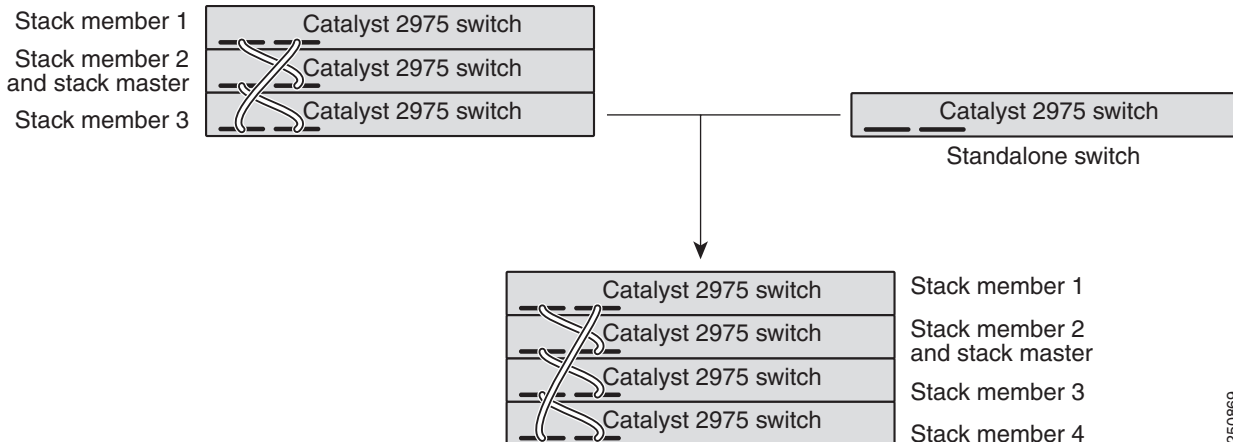 Stack member 1
Catalyst 2975 switch
Stack member 2
and stack master
Catalyst 2975 switch
Stack member 3
Catalyst 2975 switch
Catalyst 2975 switch
Standalone switch
Catalyst 2975 switch
Stack member 1
Catalyst 2975 switch
Stack member 2
and stack master
Catalyst 2975 switch
Stack member 3
Catalyst 2975 switch
Stack member 4
250869